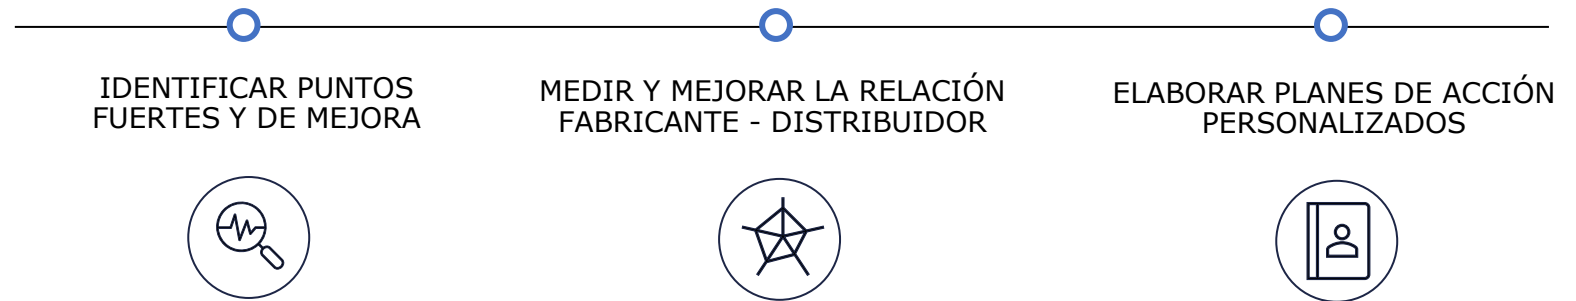 IDENTIFICAR PUNTOS
FUERTES Y DE MEJORA
MEDIR Y MEJORAR LA RELACIÓN
FABRICANTE - DISTRIBUIDOR
ELABORAR PLANES DE ACCIÓN
PERSONALIZADOS